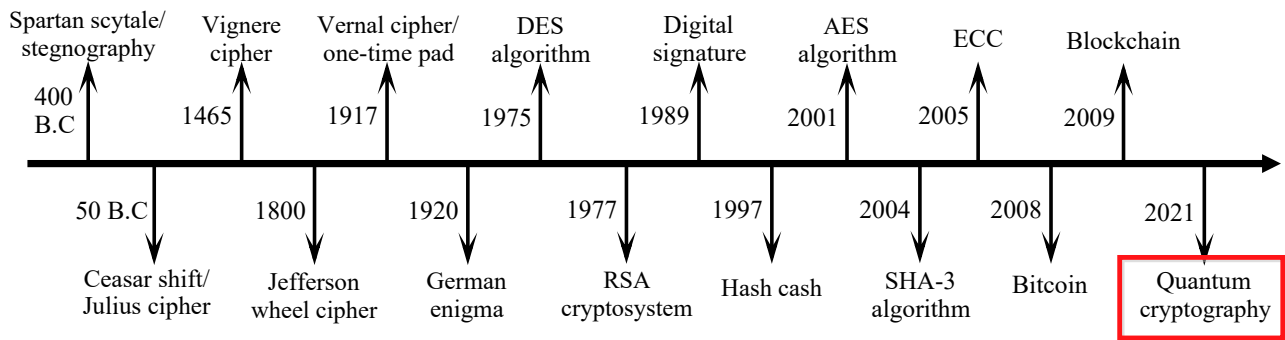 Spartan scytale/
stegnography
Vignere
cipher
Vernal cipher/
one-time pad
DES
algorithm
Digital
signature
AES
algorithm
ECC
Blockchain
400
B.C
1465
1917
1975
1989
2001
2005
2009
50 B.C
1800
1920
1977
1997
2004
2008
2021
Ceasar shift/
Julius cipher
Jefferson
wheel cipher
German
enigma
RSA
cryptosystem
Hash cash
SHA-3
algorithm
Bitcoin
Quantum
cryptography